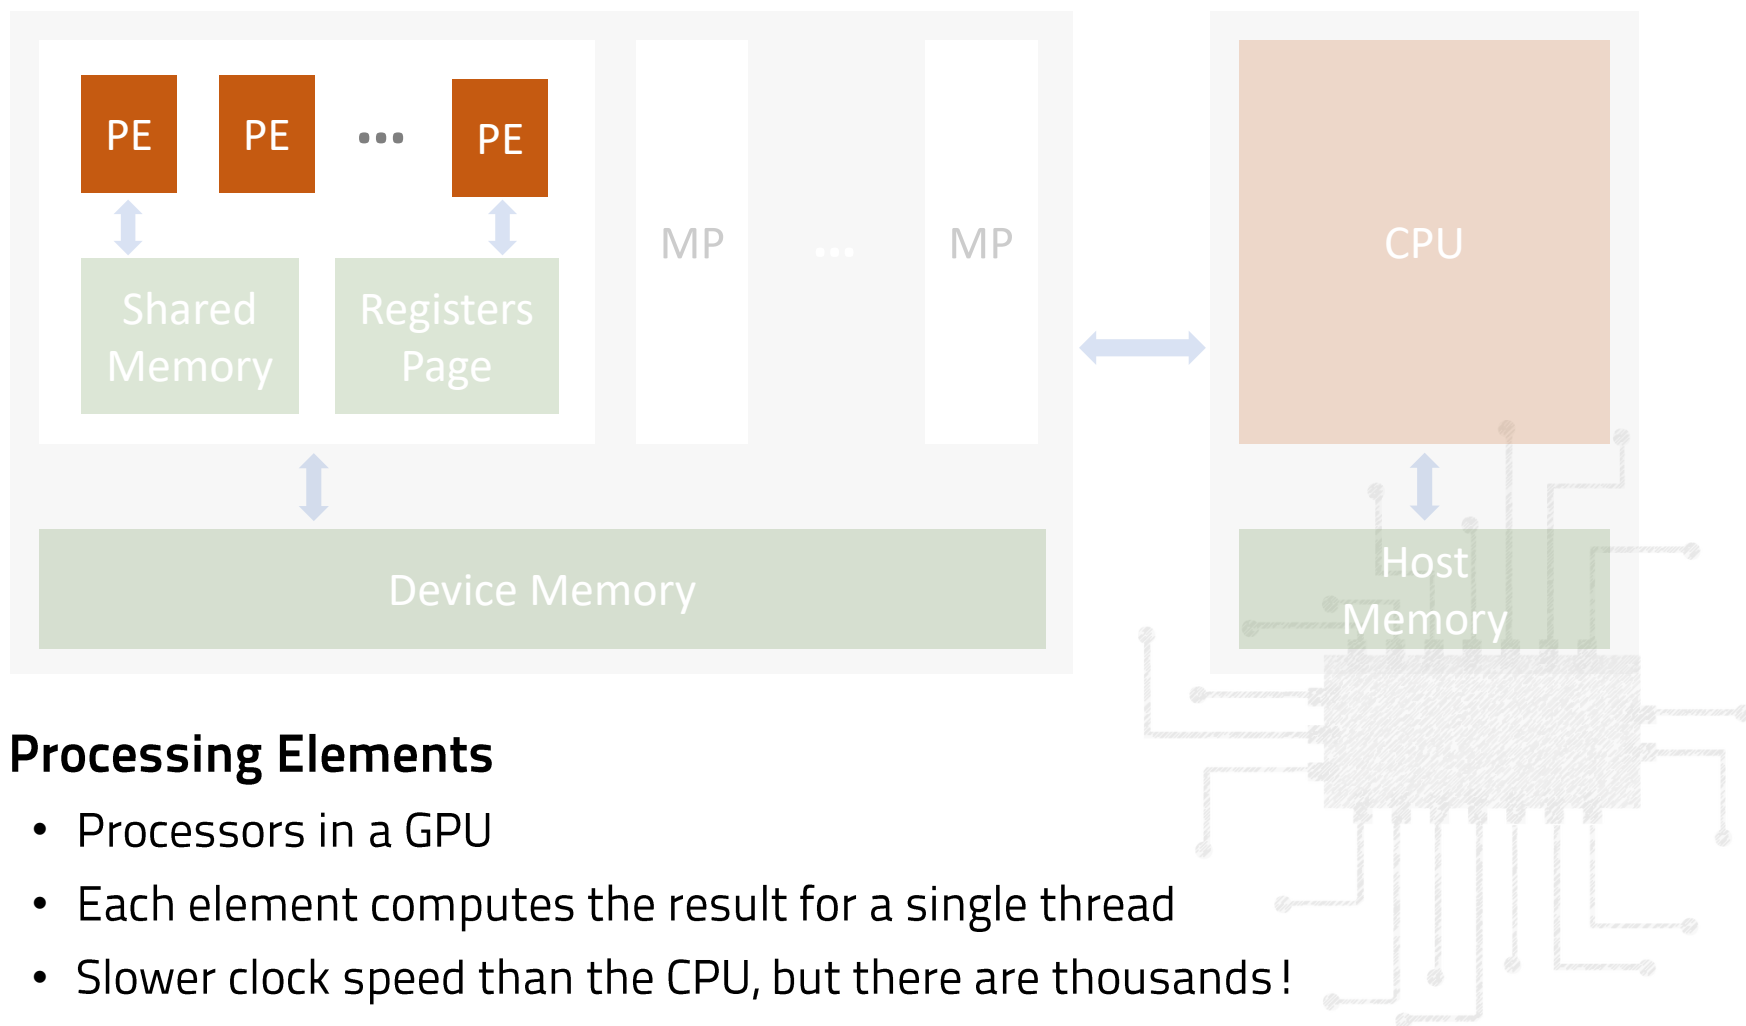 PE PE ... PE
MP ... MP
CPU
Shared
Memory
Registers
Page
Device Memory
Host
Memory
Processing Elements
• Processors in a GPU
• Each element computes the result for a single thread
• Slower clock speed than the CPU, but there are thousands!